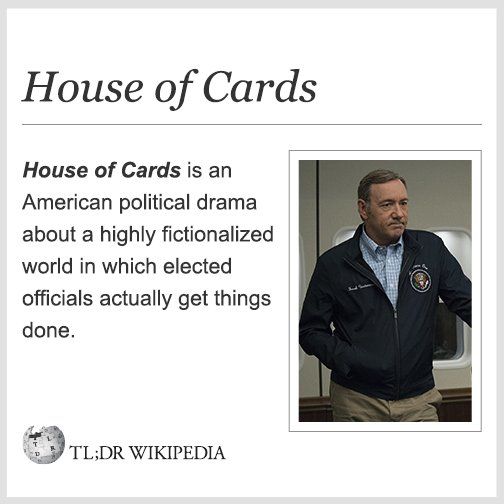 House of Cards
House of Cards is an
American political drama
about a highly fictionalized
world in which elected
officials actually get things
done.
TL;DR WIKIPEDIA